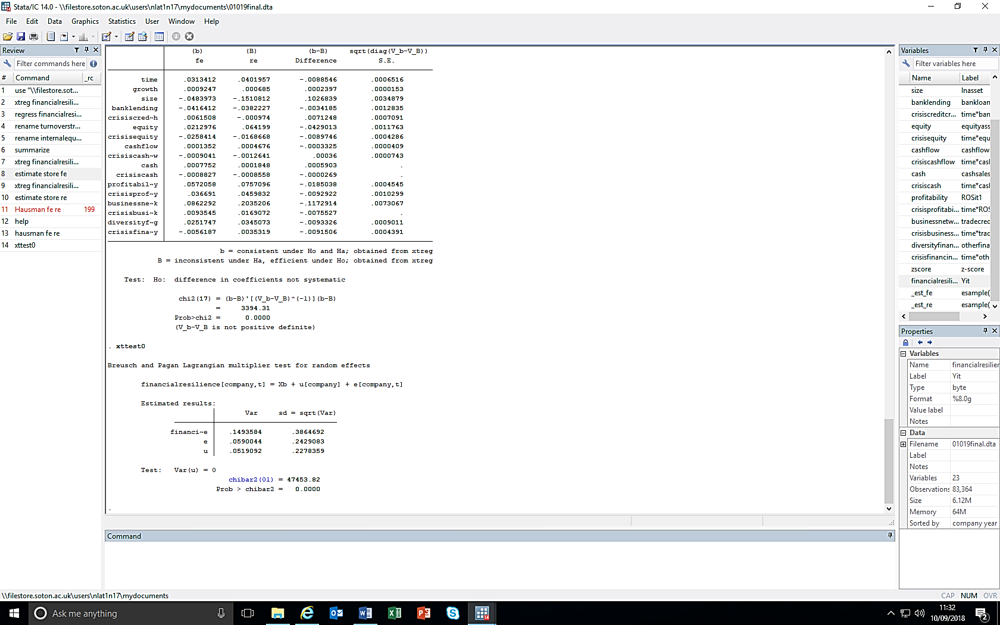 Stata/IC 14.0 - \\filestore.soton.ac.uk\users\nlat1n17\mydocuments\01019final.dta
File Edit Data Graphics Statistics User Window Help
Review
Filter commands here
# Command _rc
1 use "\\filestore.sot...
2 xtreg financialresili...
3 regress financialresi...
4 rename turnoverstr...
5 rename internalequ...
6 summarize
7 xtreg financialresili...
8 estimate store fe
9 xtreg financialresili...
10 estimate store re
11 Hausman fe re 199
12 help
13 hausman fe re
14 xttest0
(b) (B) (b-B) sqrt(diag(V_b-V_B))
fe re Difference S.E.
time .0313412 .0401957 -.0088546 .0006516
growth .0009247 .000685 .0002397 .0000153
size -.0483973 -.1510812 .1026839 .0034879
banklending -.0416412 -.0382227 -.0034185 .0012835
crisiscred~h .0061508 -.000974 .0071248 .0007091
equity .0212976 .064199 -.0429013 .0011763
crisisequity -.0258414 -.0168668 -.0089746 .0004286
cashflow .0001352 .0004676 -.0003325 .0000409
crisiscash~w -.0009041 -.0012641 .00036 .0000743
cash .0007752 .0001848 .0005903 .
crisiscash -.0008827 -.0008558 -.0000269 .
profitabil~y .0572058 .0757096 -.0185038 .0004545
crisisprof~y .036691 .0459832 -.0092922 .0010299
businessne~k .0862292 .2035206 -.1172914 .0073067
crisisbusi~k .0093545 .0169072 -.0075527 .
diversityf~g .0251747 .0345073 -.0093326 .0009011
crisisfina~y -.0056187 .0035319 -.0091506 .0004391
b = consistent under Ho and Ha; obtained from xtreg
B = inconsistent under Ha, efficient under Ho; obtained from xtreg
Test: Ho: difference in coefficients not systematic
chi2(17) = (b-B)'[(V_b-V_B)^(-1)](b-B)
= 3394.31
Prob>chi2 = 0.0000
(V_b-V_B is not positive definite)
. xttest0
Breusch and Pagan Lagrangian multiplier test for random effects
financialresilience[company,t] = Xb + u[company] + e[company,t]
Estimated results:
Var sd = sqrt(Var)
financi~e .1493584 .3864692
e .0590044 .2429083
u .0519092 .2278359
Test: Var(u) = 0
chibar2(01) = 47453.82
Prob > chibar2 = 0.0000
.
Command
Variables
Filter variables here
Name Label
size lnasset
banklending bankloan
crisiscreditcr... time*ban
equity equityass
crisisequity time*equ
cashflow cashflow
crisiscashflow time*cas
cash cashsales
crisiscash time*cas
profitability ROSit1
crisisprofitabi... time*ROS
businessnetw... tradecred
crisisbusiness... time*trad
diversityfinan... otherfina
crisisfinancin... time*oth
zscore z-score
financialresili... Yit
_est_fe esample(
_est_re esample(
Properties
Variables
Name financialresilien
Label Yit
Type byte
Format %8.0g
Value label
Notes
Data
Filename 01019final.dta
Label
Notes
Variables 23
Observations 83,364
Size 6.12M
Memory 64M
Sorted by company year
\\filestore.soton.ac.uk\users\nlat1n17\mydocuments
CAP NUM OVR
Ask me anything
11:32
10/09/2018
2